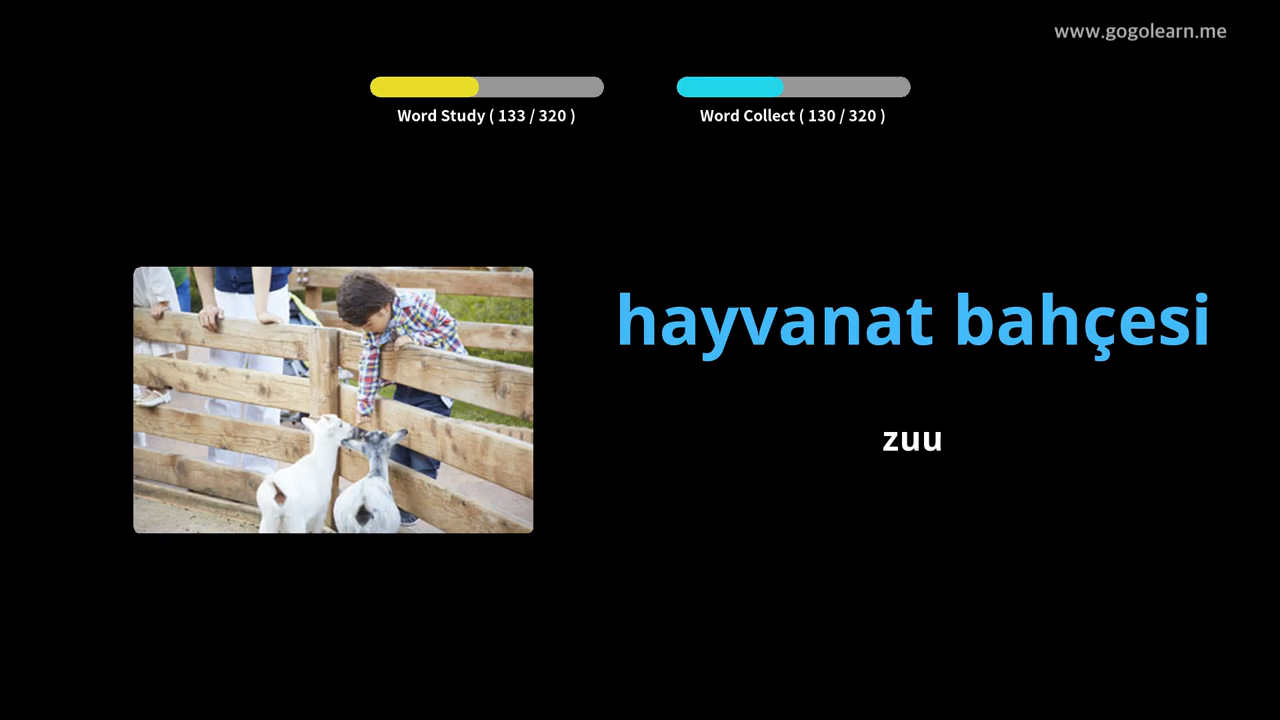 www.gogolearn.me
Word Study ( 133 / 320 )
Word Collect ( 130 / 320 )
hayvanat bahçesi
zuu